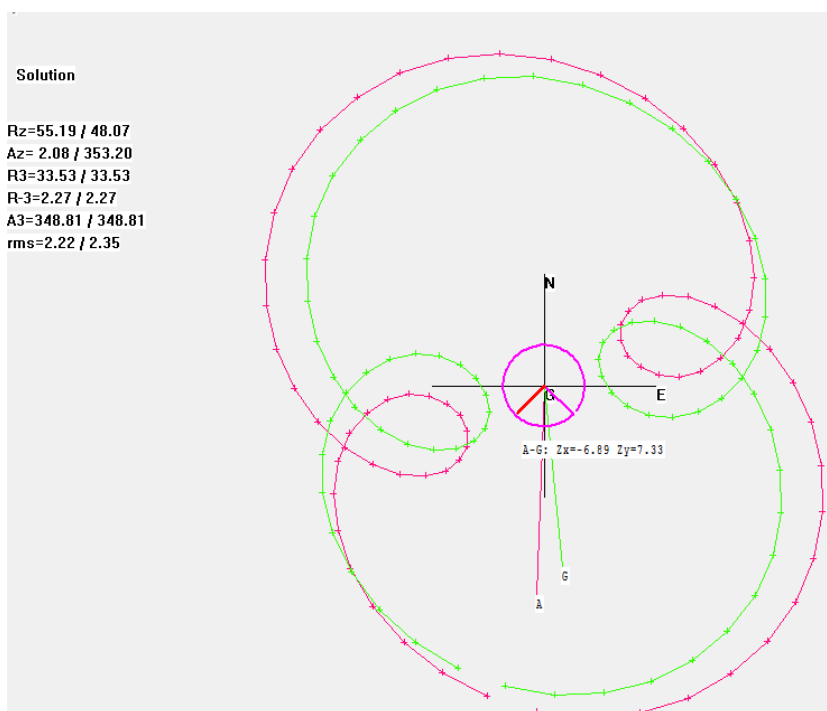 Solution
Rz=55.19 / 48.07
Az= 2.08 / 353.20
R3=33.53 / 33.53
R-3=2.27 / 2.27
A3=348.81 / 348.81
rms=2.22 / 2.35
N
G
E
A-G: Zx=-6.89 Zy=7.33
G
A